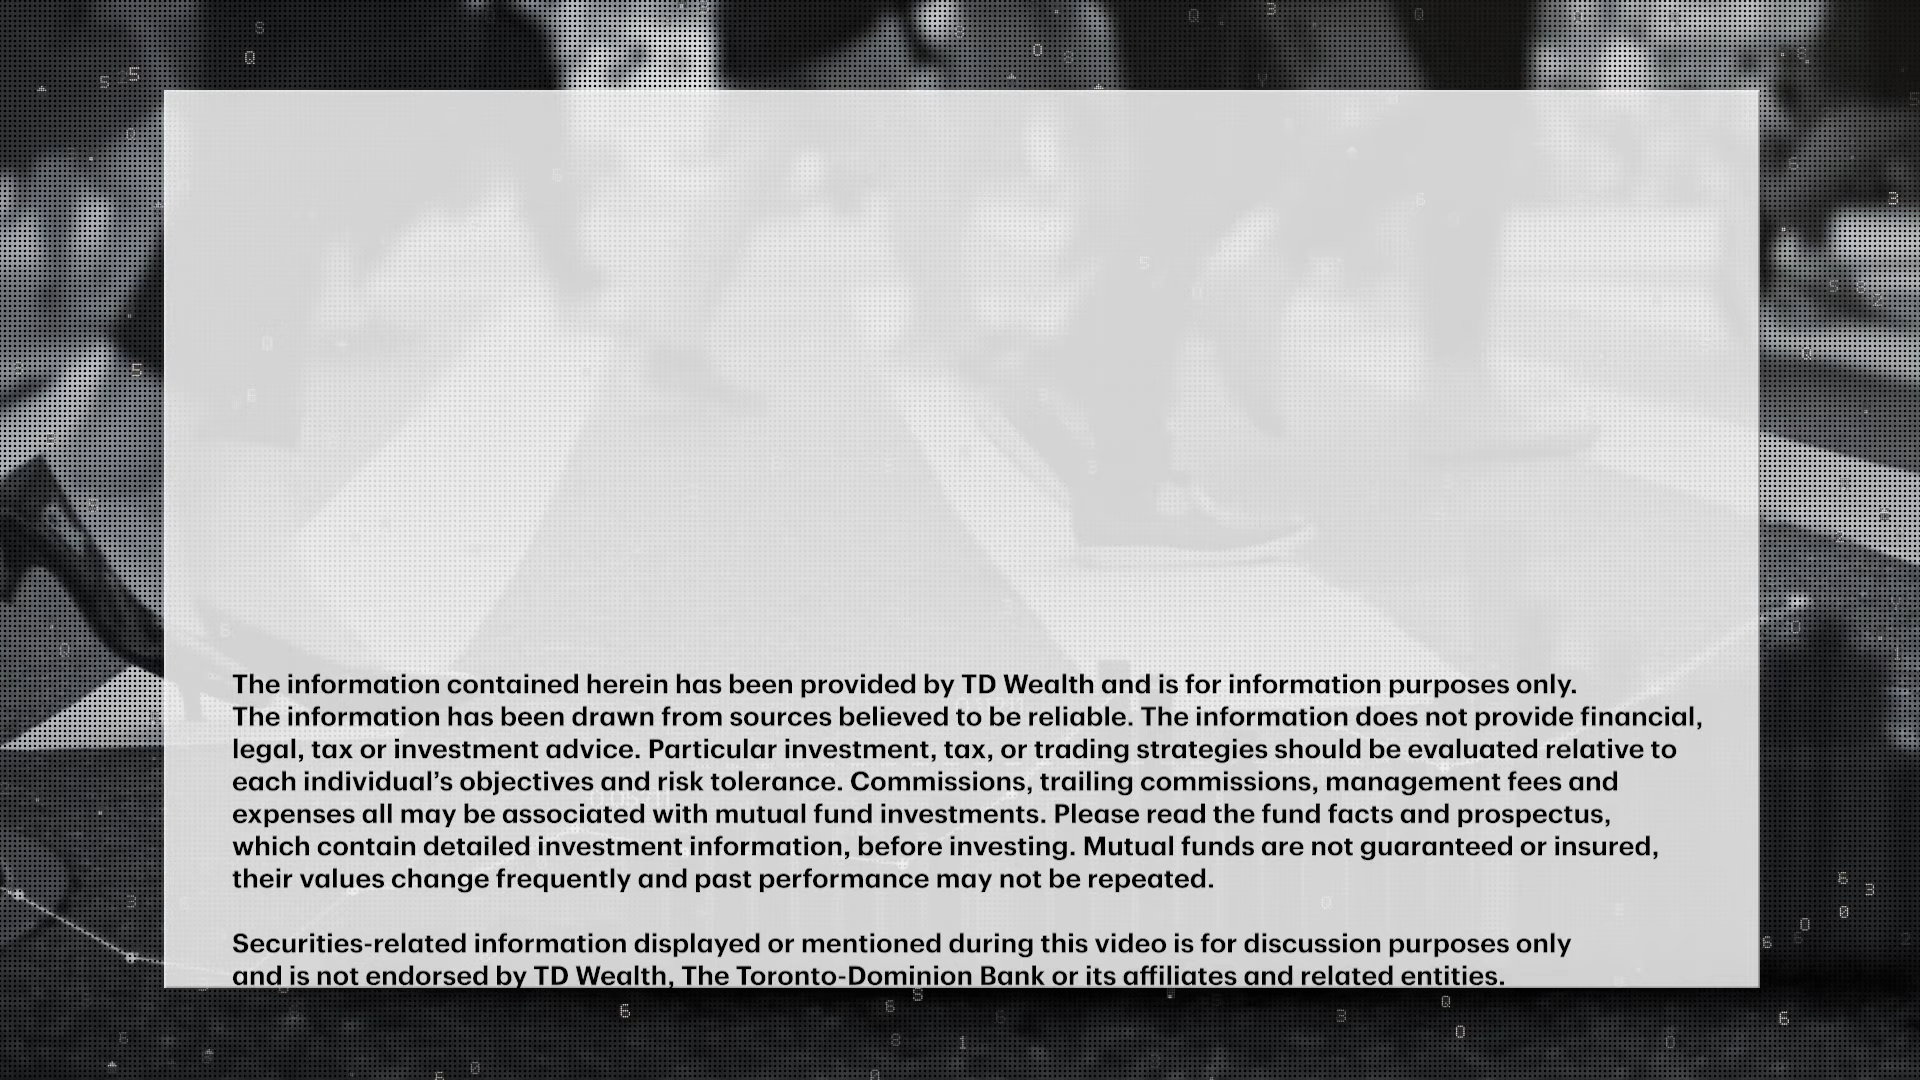 The information contained herein has been provided by TD Wealth and is for information purposes only.
The information has been drawn from sources believed to be reliable. The information does not provide financial,
legal, tax or investment advice. Particular investment, tax, or trading strategies should be evaluated relative to
each individual’s objectives and risk tolerance. Commissions, trailing commissions, management fees and
expenses all may be associated with mutual fund investments. Please read the fund facts and prospectus,
which contain detailed investment information, before investing. Mutual funds are not guaranteed or insured,
their values change frequently and past performance may not be repeated.
Securities-related information displayed or mentioned during this video is for discussion purposes only
and is not endorsed by TD Wealth, The Toronto-Dominion Bank or its affiliates and related entities.